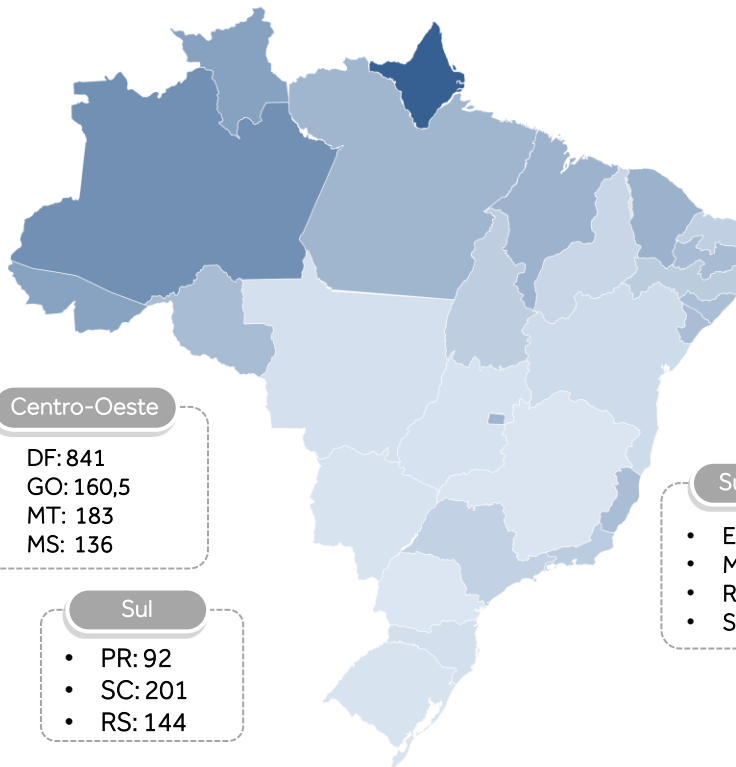 Centro-Oeste
DF: 841
GO: 160,5
MT: 183
MS: 136
Sul
• PR: 92
• SC: 201
• RS: 144